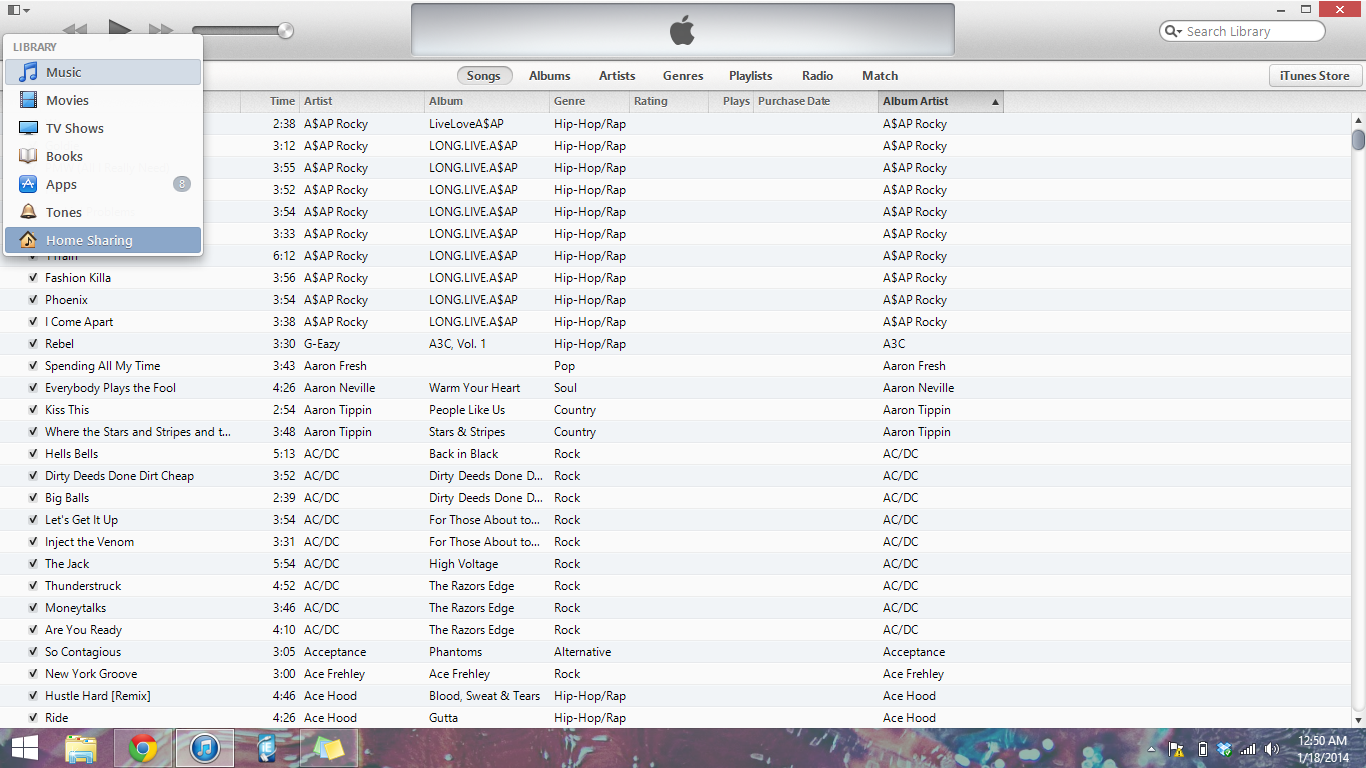 Search Library
LIBRARY
Music
Movies
TV Shows
Books
Apps 8
Tones
Home Sharing
Songs Albums Artists Genres Playlists Radio Match iTunes Store
Time Artist Album Genre Rating Plays Purchase Date Album Artist
2:38 A$AP Rocky LiveLoveA$AP Hip-Hop/Rap A$AP Rocky
3:12 A$AP Rocky LONG.LIVE.A$AP Hip-Hop/Rap A$AP Rocky
3:55 A$AP Rocky LONG.LIVE.A$AP Hip-Hop/Rap A$AP Rocky
3:52 A$AP Rocky LONG.LIVE.A$AP Hip-Hop/Rap A$AP Rocky
3:54 A$AP Rocky LONG.LIVE.A$AP Hip-Hop/Rap A$AP Rocky
3:33 A$AP Rocky LONG.LIVE.A$AP Hip-Hop/Rap A$AP Rocky
6:12 A$AP Rocky LONG.LIVE.A$AP Hip-Hop/Rap A$AP Rocky
Fashion Killa 3:56 A$AP Rocky LONG.LIVE.A$AP Hip-Hop/Rap A$AP Rocky
Phoenix 3:54 A$AP Rocky LONG.LIVE.A$AP Hip-Hop/Rap A$AP Rocky
I Come Apart 3:38 A$AP Rocky LONG.LIVE.A$AP Hip-Hop/Rap A$AP Rocky
Rebel 3:30 G-Eazy A3C, Vol. 1 Hip-Hop/Rap A3C
Spending All My Time 3:43 Aaron Fresh Pop Aaron Fresh
Everybody Plays the Fool 4:26 Aaron Neville Warm Your Heart Soul Aaron Neville
Kiss This 2:54 Aaron Tippin People Like Us Country Aaron Tippin
Where the Stars and Stripes and t... 3:48 Aaron Tippin Stars & Stripes Country Aaron Tippin
Hells Bells 5:13 AC/DC Back in Black Rock AC/DC
Dirty Deeds Done Dirt Cheap 3:52 AC/DC Dirty Deeds Done D... Rock AC/DC
Big Balls 2:39 AC/DC Dirty Deeds Done D... Rock AC/DC
Let's Get It Up 3:54 AC/DC For Those About to... Rock AC/DC
Inject the Venom 3:31 AC/DC For Those About to... Rock AC/DC
The Jack 5:54 AC/DC High Voltage Rock AC/DC
Thunderstruck 4:52 AC/DC The Razors Edge Rock AC/DC
Moneytalks 3:46 AC/DC The Razors Edge Rock AC/DC
Are You Ready 4:10 AC/DC The Razors Edge Rock AC/DC
So Contagious 3:05 Acceptance Phantoms Alternative Acceptance
New York Groove 3:00 Ace Frehley Ace Frehley Rock Ace Frehley
Hustle Hard [Remix] 4:46 Ace Hood Blood, Sweat & Tears Hip-Hop/Rap Ace Hood
Ride 4:26 Ace Hood Gutta Hip-Hop/Rap Ace Hood
12:50 AM
1/18/2014